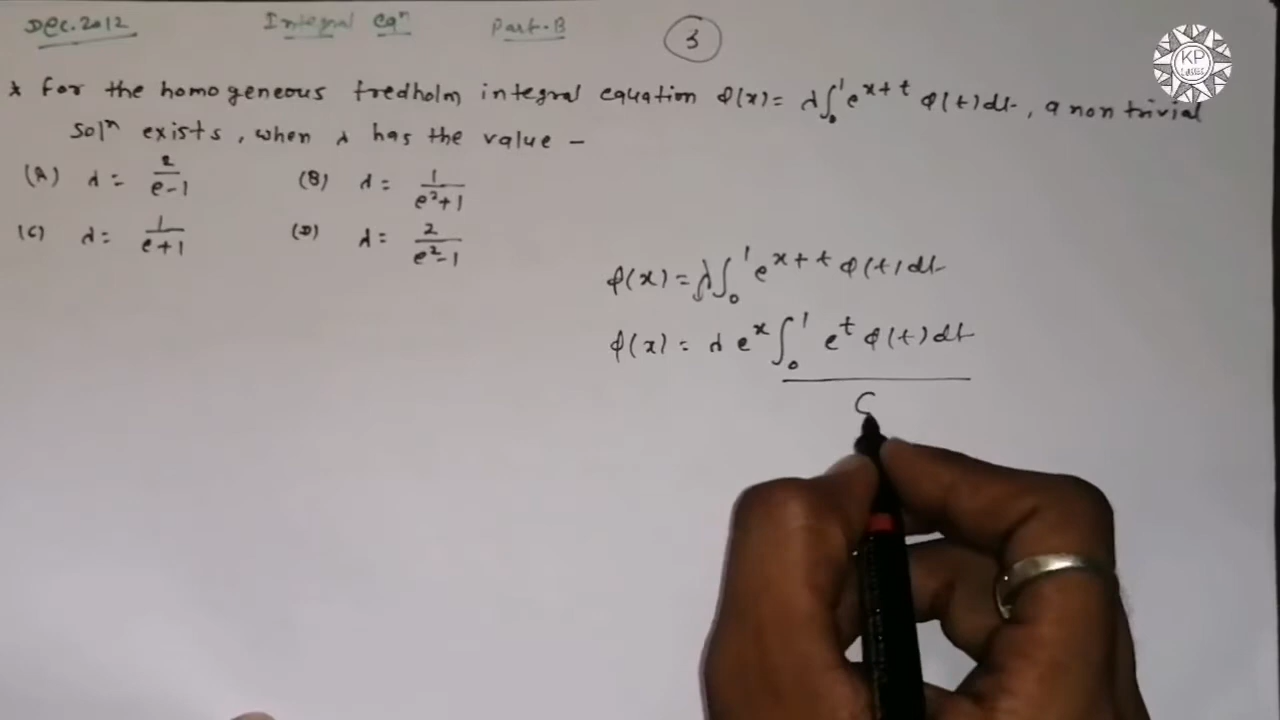 Dec. 2012 Integral eqⁿ Part-B 3
KP
CLASSES
* for the homogeneous fredholm integral equation φ(x) = λ∫₀¹ e^{x+t} φ(t)dt, a non trivial
solⁿ exists, when λ has the value –
(A) λ = 2/(e-1) (B) λ = 1/(e²+1)
(C) λ = 1/(e+1) (D) λ = 2/(e²-1)
φ(x) = λ∫₀¹ e^{x+t} φ(t)dt
φ(x) = λ e^x ∫₀¹ e^t φ(t)dt
C